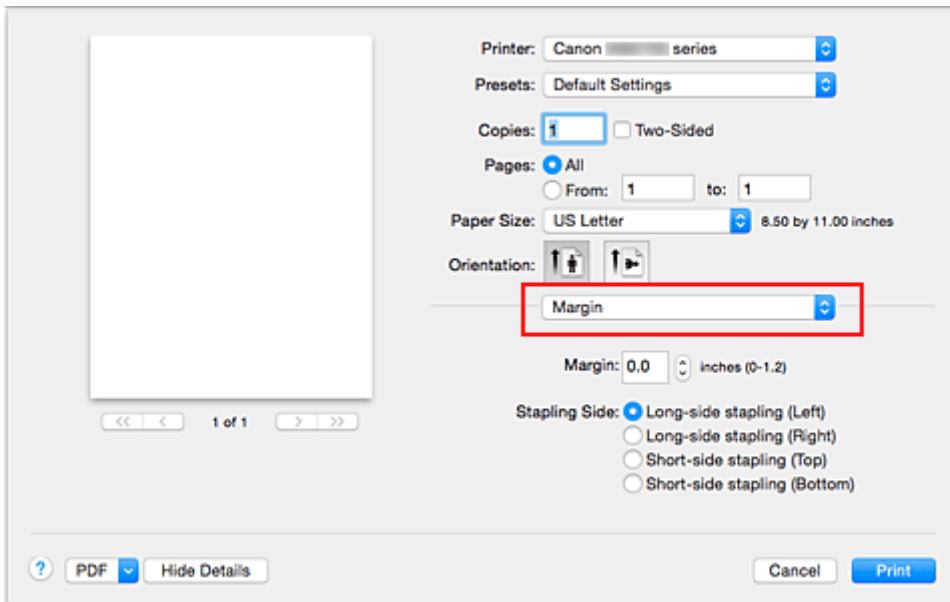 Printer: Canon series
Presets: Default Settings
Copies: 1 Two-Sided
Pages: All
From: 1 to: 1
Paper Size: US Letter 8.50 by 11.00 inches
Orientation:
Margin
Margin: 0.0 inches (0-1.2)
<< < 1 of 1 > >>
Stapling Side: Long-side stapling (Left)
Long-side stapling (Right)
Short-side stapling (Top)
Short-side stapling (Bottom)
? PDF Hide Details Cancel Print